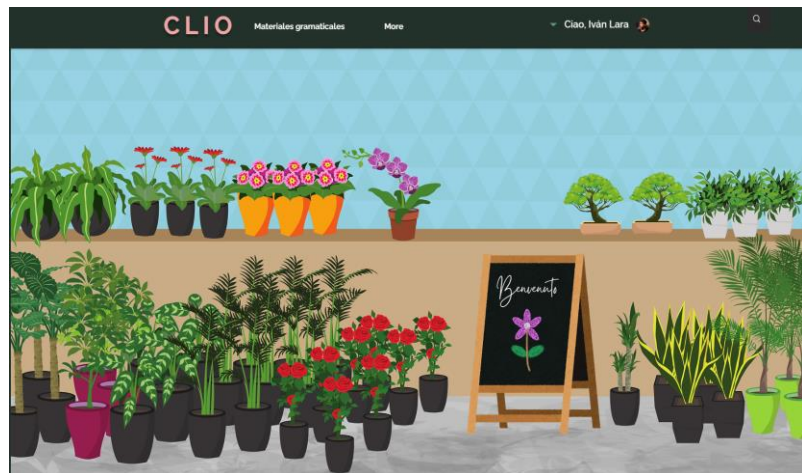 CLIO
Materiales gramaticales
More
Ciao, Iván Lara
Benvenuto